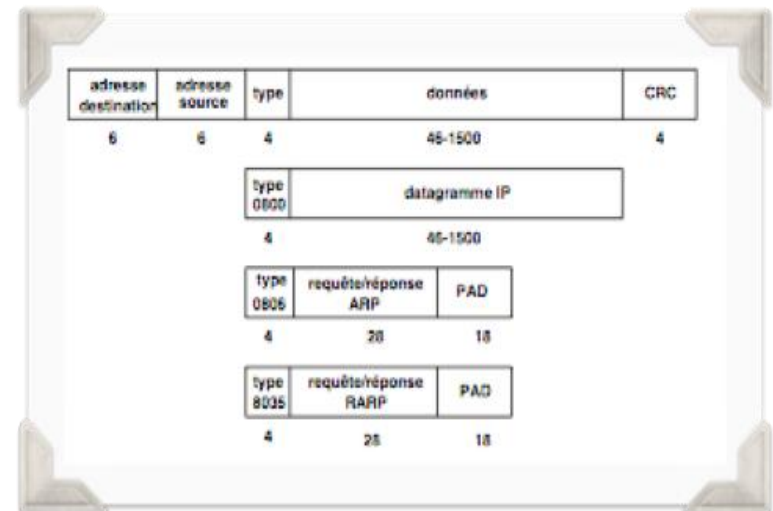 adresse destination adresse source type données CRC
6 6 4 46-1500 4
type 0800 datagramme IP
4 46-1500
type 0806 requête/réponse ARP PAD
4 28 18
type 8035 requête/réponse RARP PAD
4 28 18